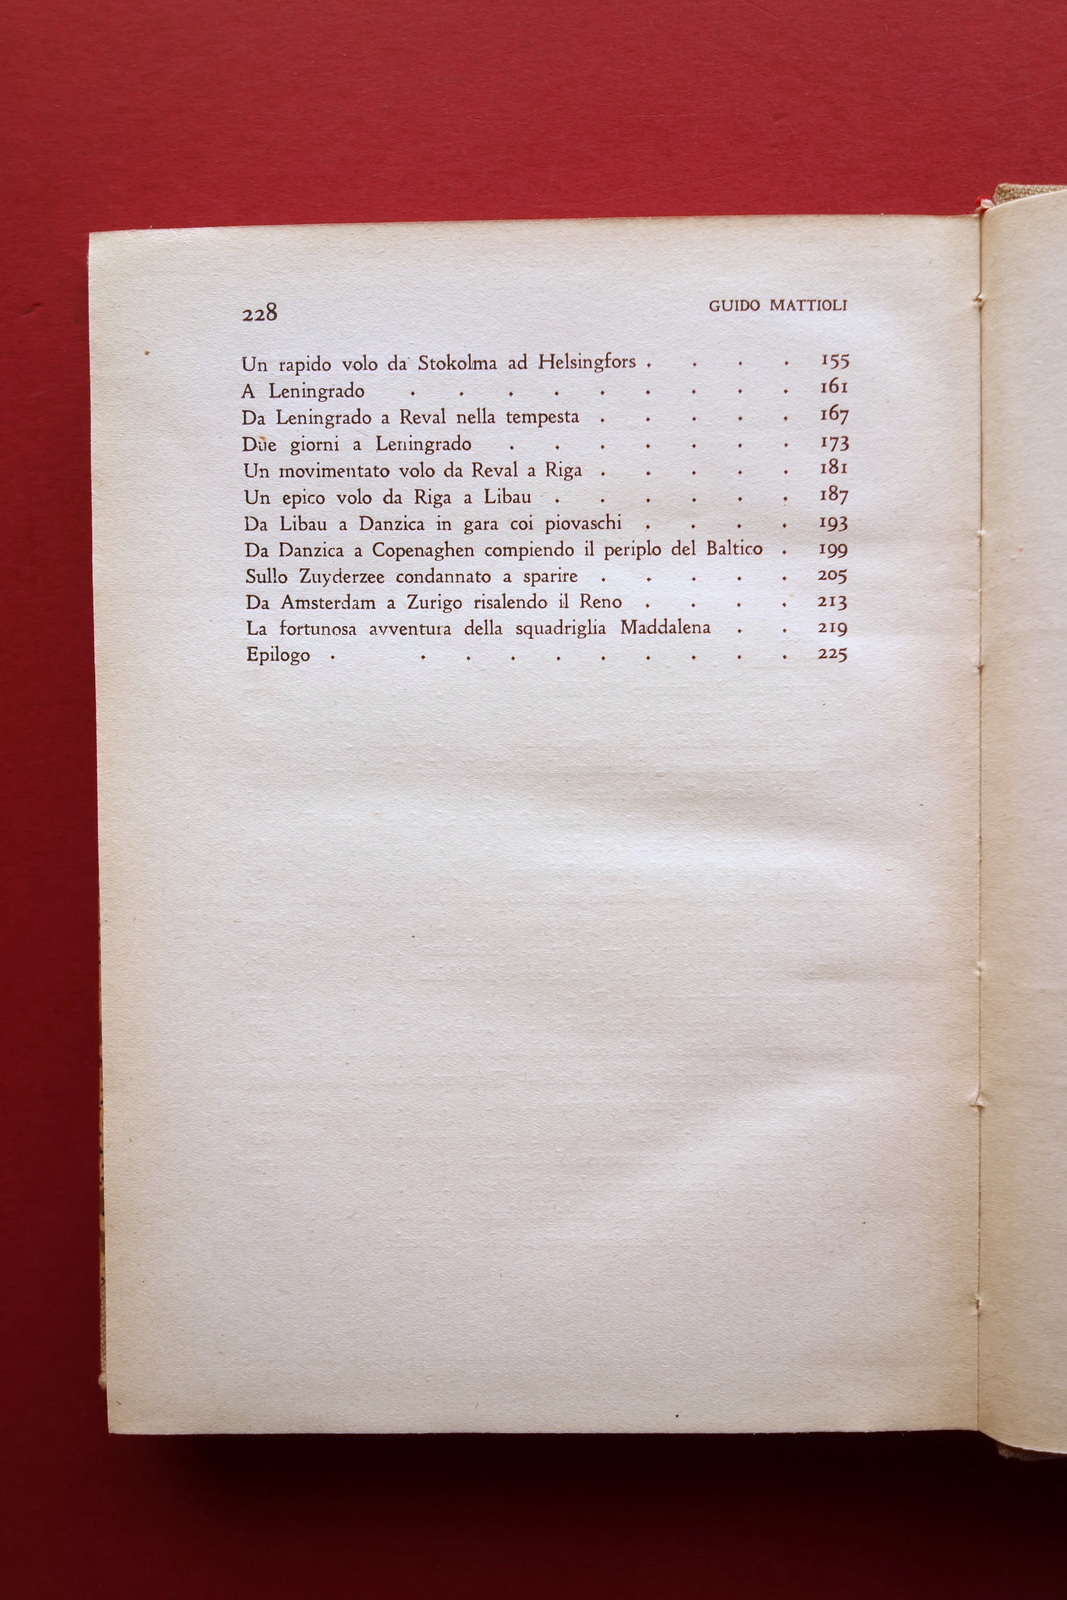 228 GUIDO MATTIOLI
Un rapido volo da Stokolma ad Helsingfors . . . . 155
A Leningrado . . . . . . . . . 161
Da Leningrado a Reval nella tempesta . . . . . 167
Due giorni a Leningrado . . . . . . . 173
Un movimentato volo da Reval a Riga . . . . . 181
Un epico volo da Riga a Libau . . . . . . 187
Da Libau a Danzica in gara coi piovaschi . . . . 193
Da Danzica a Copenaghen compiendo il periplo del Baltico . 199
Sullo Zuyderzee condannato a sparire . . . . . 205
Da Amsterdam a Zurigo risalendo il Reno . . . . 213
La fortunosa avventura della squadriglia Maddalena . . 219
Epilogo . . . . . . . . . . 225